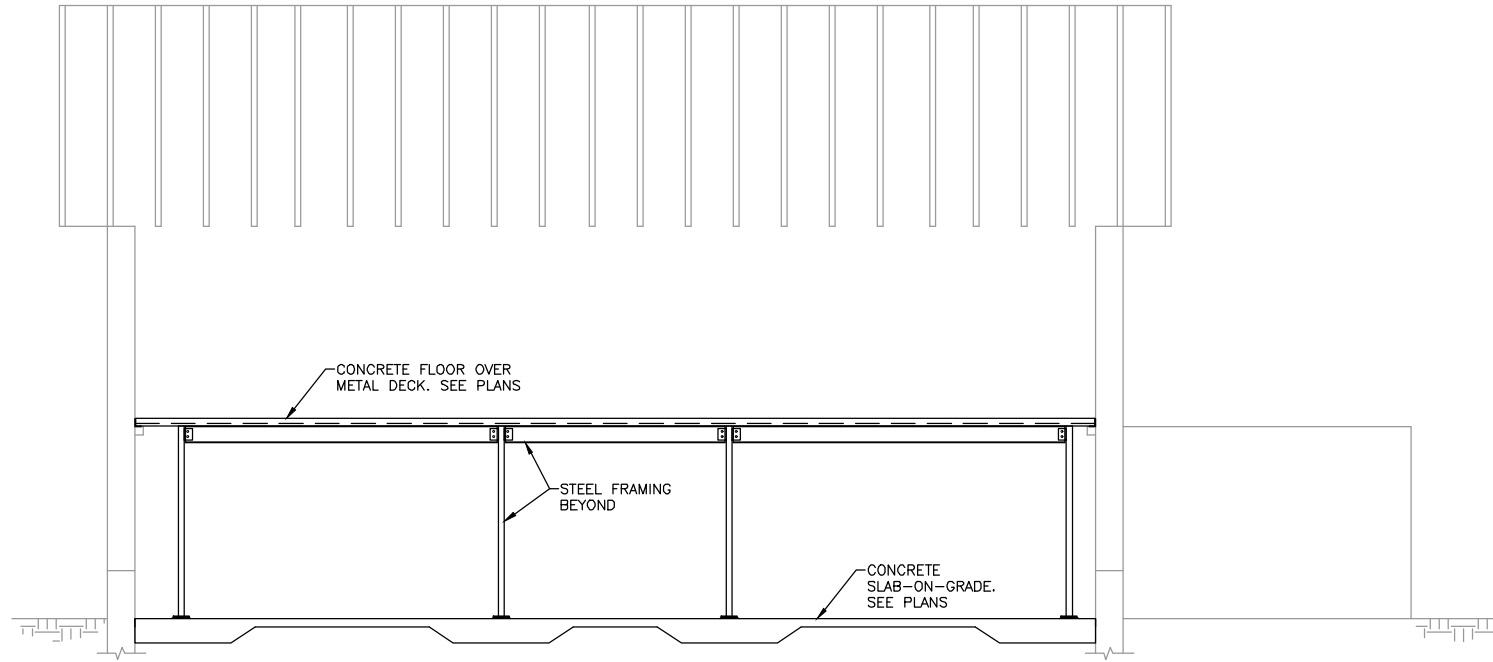 CONCRETE FLOOR OVER
METAL DECK. SEE PLANS
STEEL FRAMING
BEYOND
CONCRETE
SLAB-ON-GRADE.
SEE PLANS